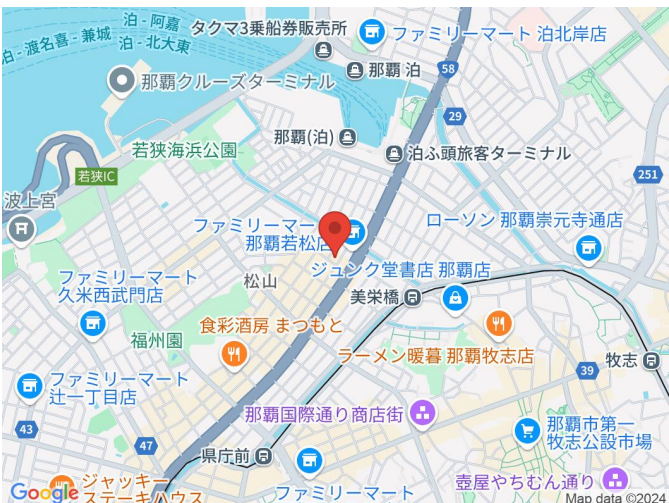 泊 - 阿嘉
泊 - 渡名喜 - 兼城
泊 - 北大東
タクマ3乗船券販売所
ファミリーマート 泊北岸店
那覇 泊
58
那覇クルーズターミナル
29
那覇(泊)
泊ふ頭旅客ターミナル
若狭海浜公園
若狭IC
251
波上宮
ファミリーマー
那覇若松店
ローソン 那覇崇元寺通店
ジュンク堂書店 那覇店
松山
ファミリーマート
久米西武門店
美栄橋
食彩酒房 まつもと
福州園
ラーメン暖暮 那覇牧志店
牧志
39
ファミリーマート
辻一丁目店
那覇国際通り商店街
43
47
那覇市第一
牧志公設市場
県庁前
壺屋やちむん通り
Google
ジャッキー
ステーキハウス
ファミリーマート
Map data ©2024